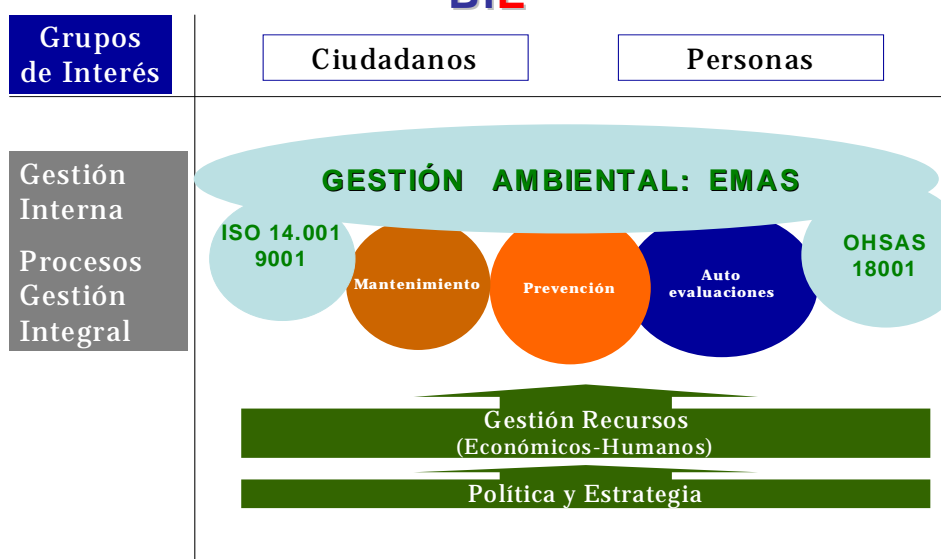 Grupos
de Interés
Ciudadanos
Personas
Gestión
Interna
Procesos
Gestión
Integral
GESTIÓN AMBIENTAL: EMAS
ISO 14.001
9001
Mantenimiento
Prevención
Auto
evaluaciones
OHSAS
18001
Gestión Recursos
(Económicos-Humanos)
Política y Estrategia